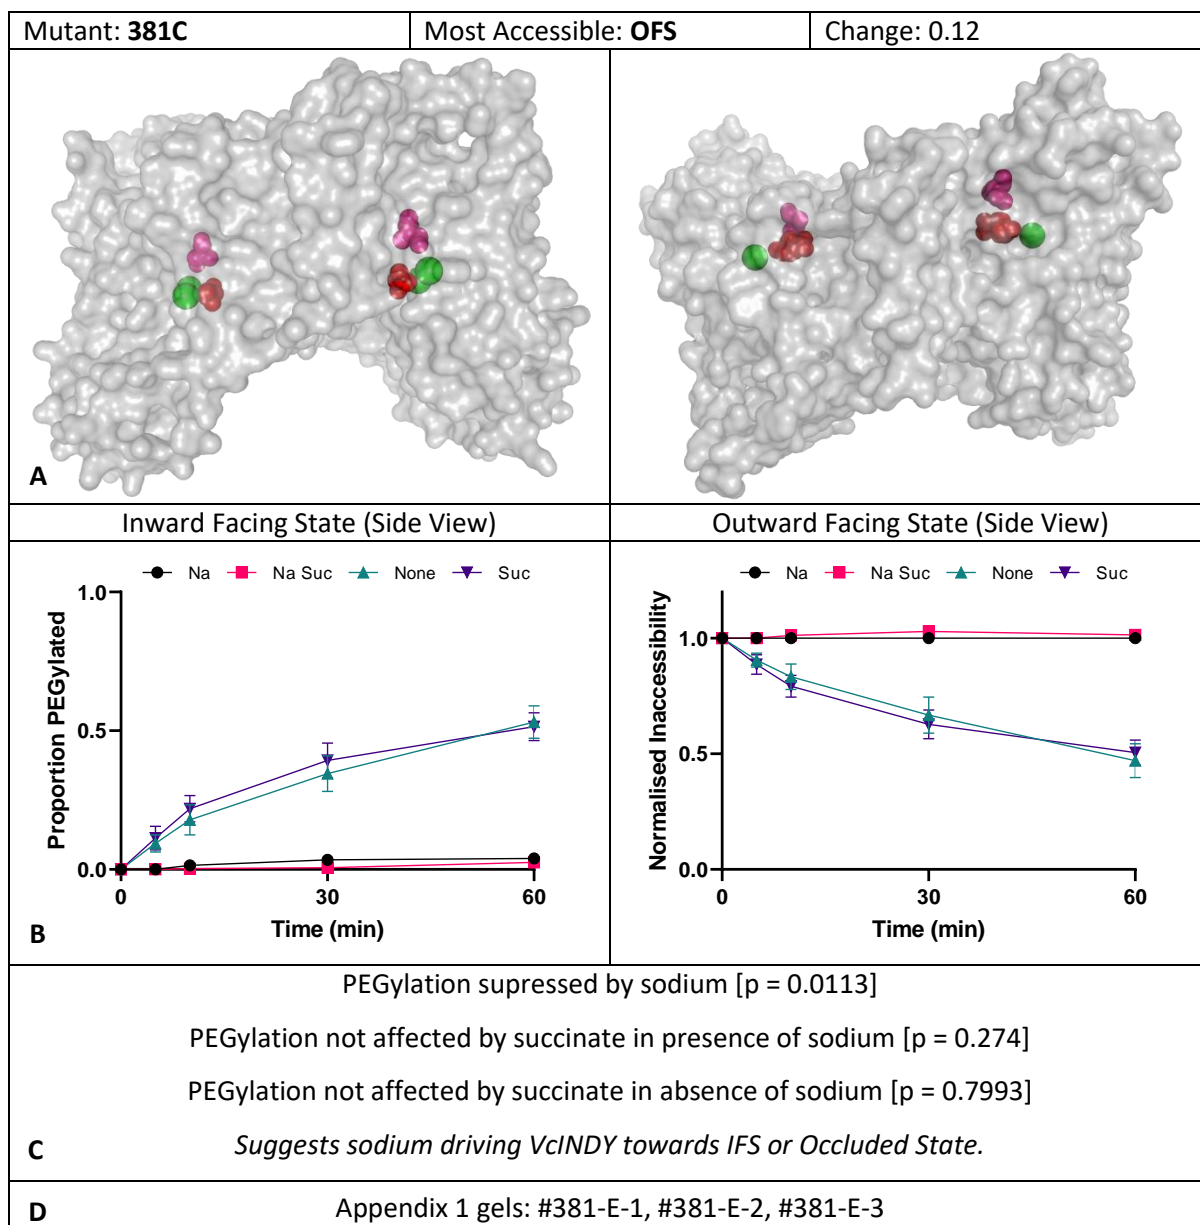 Mutant: 381C
Most Accessible: OFS
Change: 0.12
A
Inward Facing State (Side View)
Outward Facing State (Side View)
Na
Na Suc
None
Suc
1.0
0.5
0.0
0
30
60
Proportion PEGylated
Time (min)
B
Na
Na Suc
None
Suc
1.0
0.5
0.0
0
30
60
Normalised Inaccessibility
Time (min)
PEGylation supressed by sodium [p = 0.0113]
PEGylation not affected by succinate in presence of sodium [p = 0.274]
PEGylation not affected by succinate in absence of sodium [p = 0.7993]
C
Suggests sodium driving VcINDY towards IFS or Occluded State.
D
Appendix 1 gels: #381-E-1, #381-E-2, #381-E-3